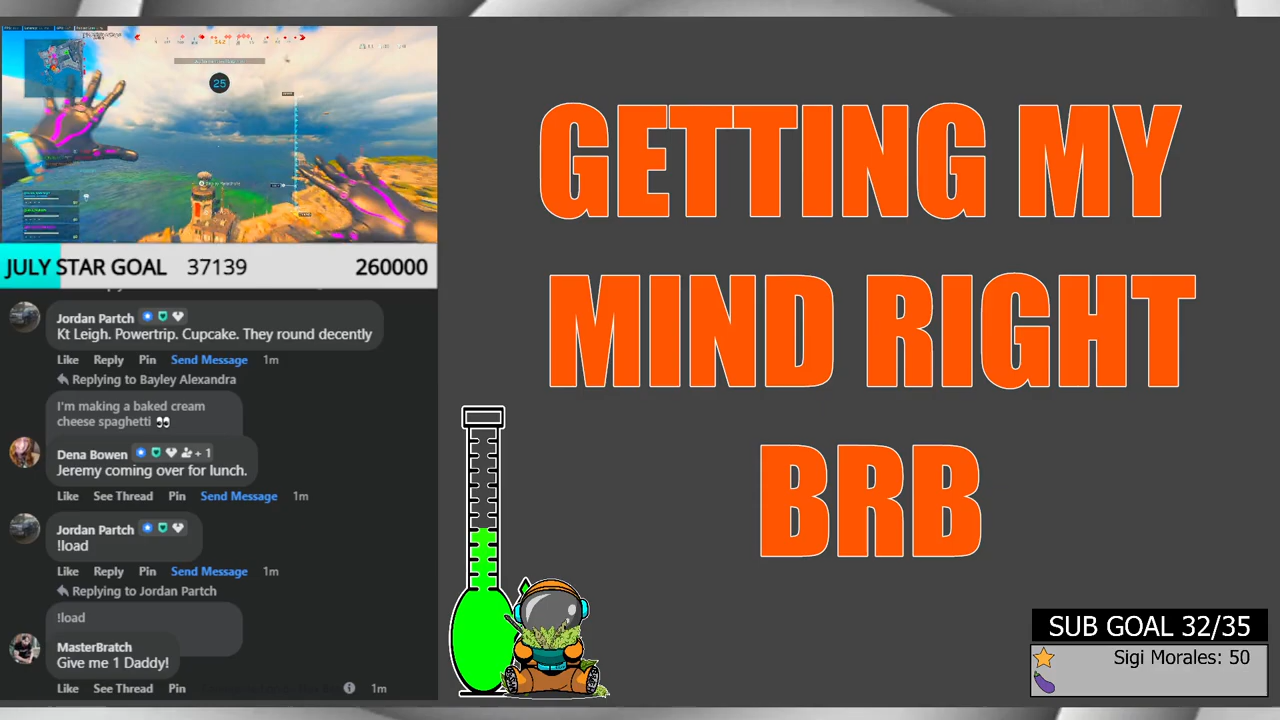 25
JULY STAR GOAL 37139 260000
Jordan Partch
Kt Leigh. Powertrip. Cupcake. They round decently
Like Reply Pin Send Message 1m
Replying to Bayley Alexandra
I'm making a baked cream
cheese spaghetti 👀
Dena Bowen + 1
Jeremy coming over for lunch.
Like See Thread Pin Send Message 1m
Jordan Partch
!load
Like Reply Pin Send Message 1m
Replying to Jordan Partch
!load
MasterBratch
Give me 1 Daddy!
Like See Thread Pin 1m
GETTING MY
MIND RIGHT
BRB
SUB GOAL 32/35
Sigi Morales: 50